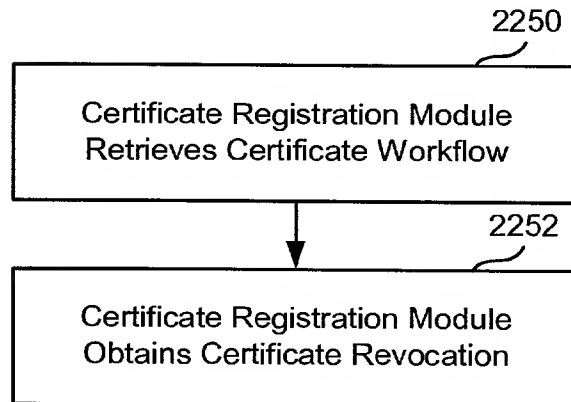 2250
Certificate Registration Module
Retrieves Certificate Workflow
2252
Certificate Registration Module
Obtains Certificate Revocation